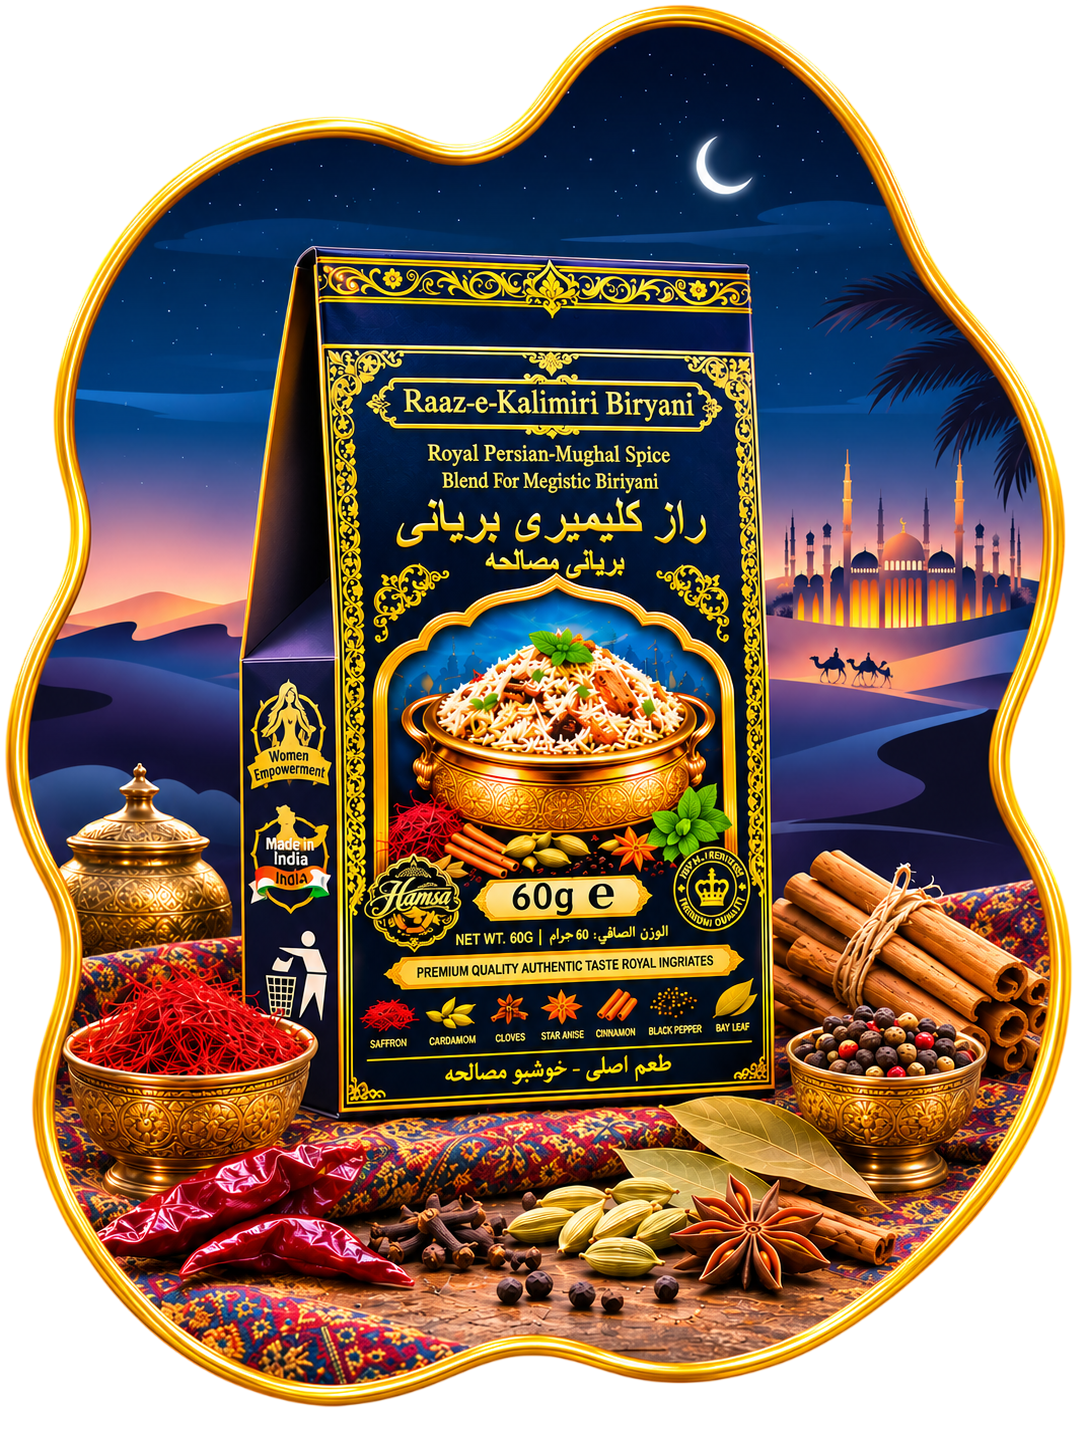 Raaz-e-Kalimiri Biryani
Royal Persian-Mughal Spice
Blend For Megistic Biriyani
راز کلیمیری بریانی
بریانی مصالحه
Women
Empowerment
Made in
India
INDIA
Hamsa
60g e
NET WT. 60G | الوزن الصافي: 60 جرام
PREMIUM QUALITY AUTHENTIC TASTE ROYAL INGRIATES
SAFFRON
CARDAMOM
CLOVES
STAR ANISE
CINNAMON
BLACK PEPPER
BAY LEAF
طعم اصلی - خوشبو مصالحه